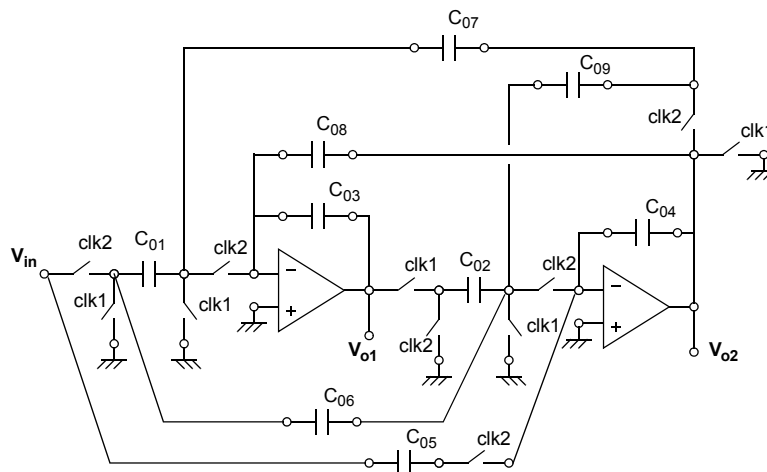 C07
C09
clk2
clk1
C08
C03
C04
Vin
clk2
C01
clk2
clk1
C02
clk2
clk1
clk1
clk2
clk1
−
+
−
+
Vo1
Vo2
C06
C05
clk2